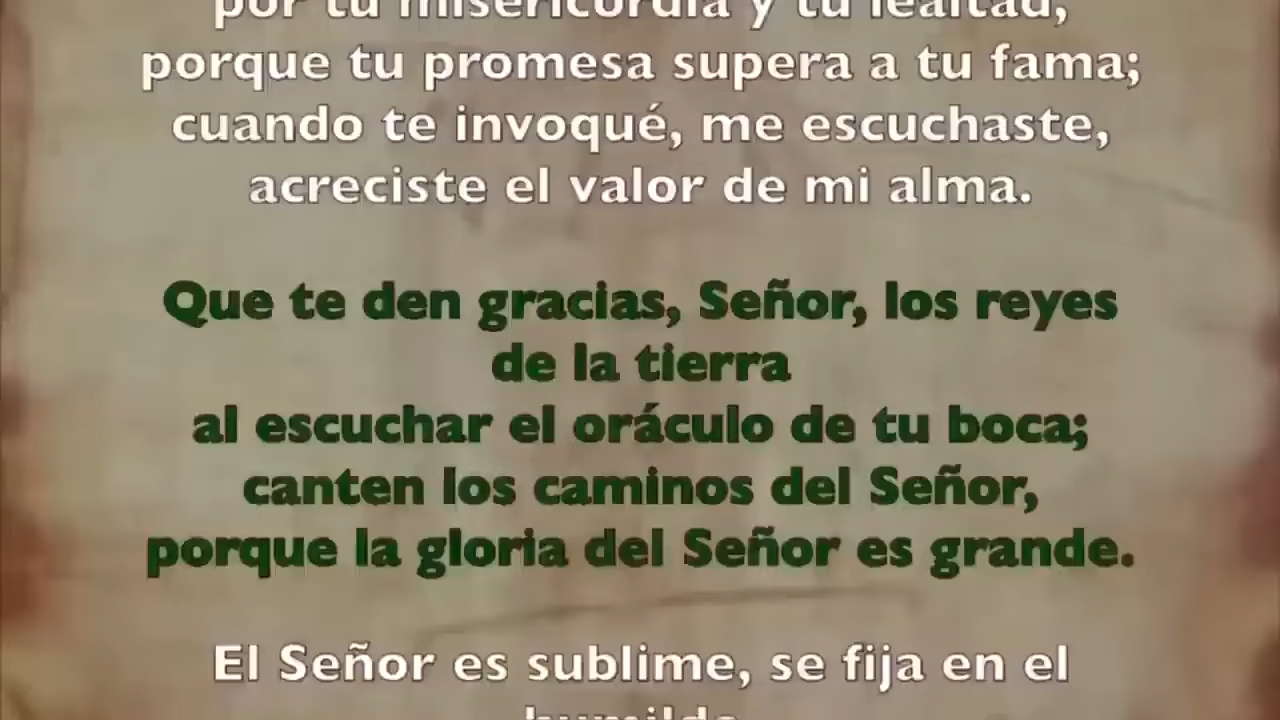 por tu misericordia y tu lealtad,
porque tu promesa supera a tu fama;
cuando te invoqué, me escuchaste,
acreciste el valor de mi alma.
Que te den gracias, Señor, los reyes
de la tierra
al escuchar el oráculo de tu boca;
canten los caminos del Señor,
porque la gloria del Señor es grande.
El Señor es sublime, se fija en el
humilde